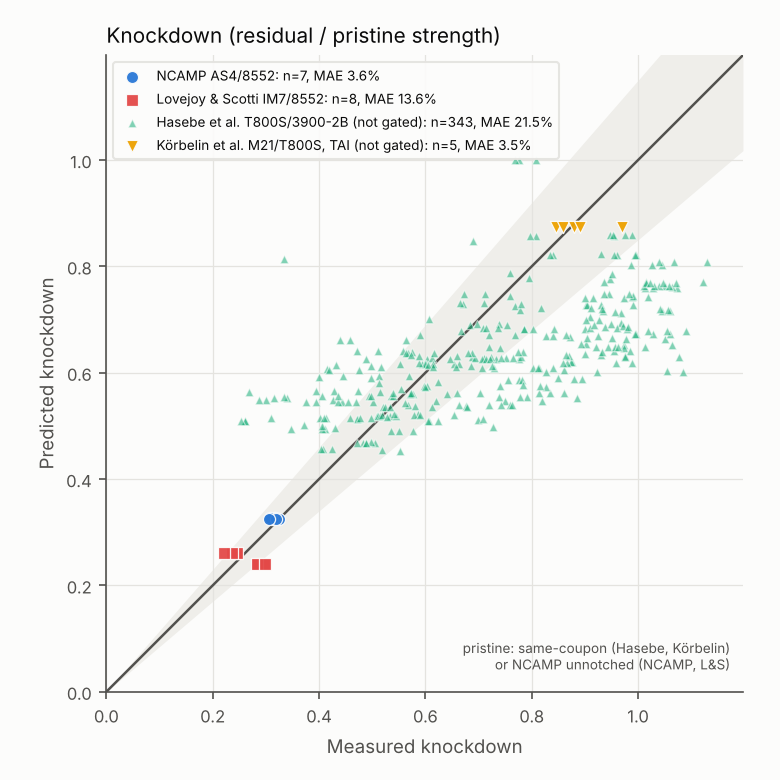 Knockdown (residual / pristine strength)
NCAMP AS4/8552: n=7, MAE 3.6%
Lovejoy & Scotti IM7/8552: n=8, MAE 13.6%
Hasebe et al. T800S/3900-2B (not gated): n=343, MAE 21.5%
Körbelin et al. M21/T800S, TAI (not gated): n=5, MAE 3.5%
1.0
0.8
0.6
0.4
0.2
0.0
Predicted knockdown
pristine: same-coupon (Hasebe, Körbelin)
or NCAMP unnotched (NCAMP, L&S)
0.0 0.2 0.4 0.6 0.8 1.0
Measured knockdown